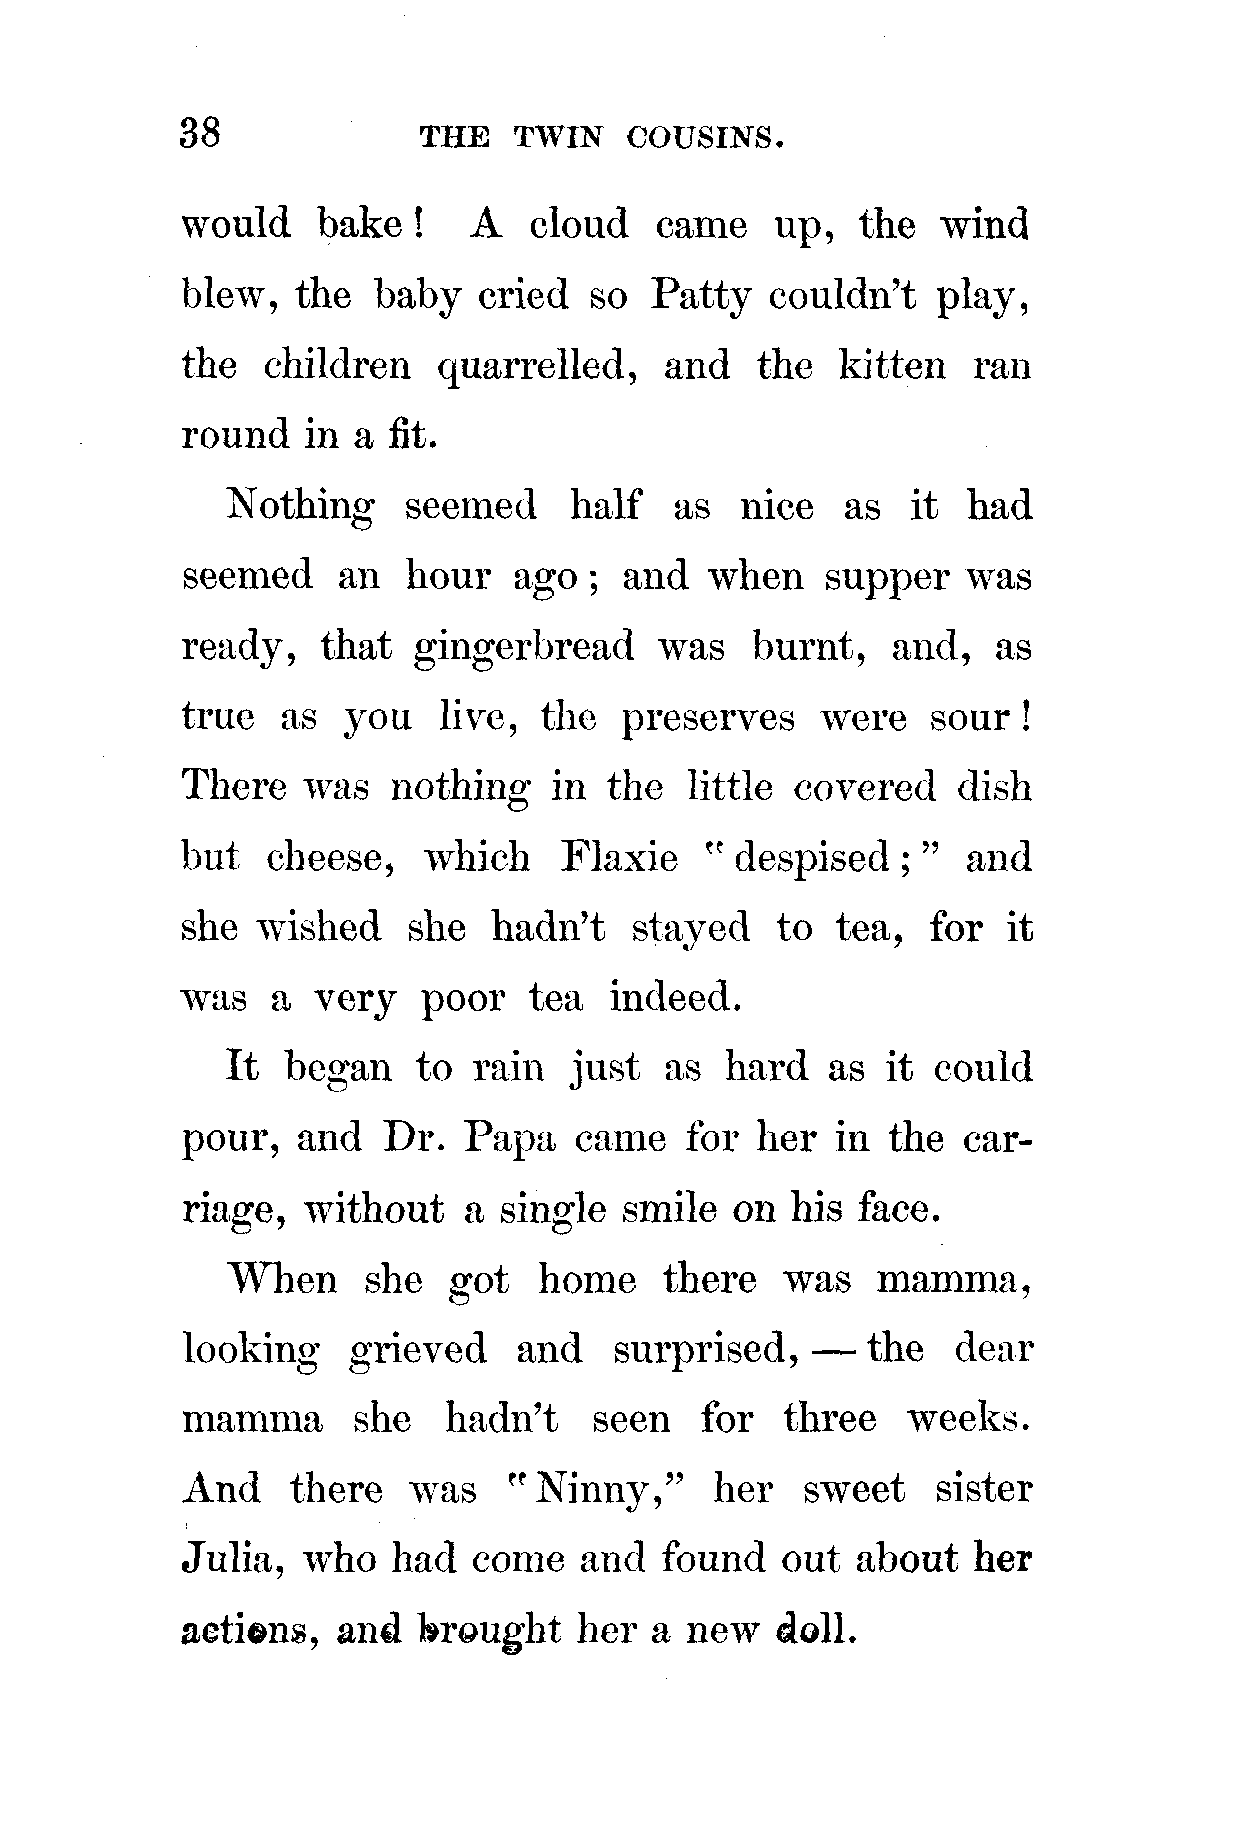 38 THE TWIN COUSINS.
would bake! A cloud came up, the wind
blew, the baby cried so Patty couldn't play,
the children quarrelled, and the kitten ran
round in a fit.
Nothing seemed half as nice as it had
seemed an hour ago; and when supper was
ready, that gingerbread was burnt, and, as
true as you live, the preserves were sour!
There was nothing in the little covered dish
but cheese, which Flaxie "despised;" and
she wished she hadn't stayed to tea, for it
was a very poor tea indeed.
It began to rain just as hard as it could
pour, and Dr. Papa came for her in the car-
riage, without a single smile on his face.
When she got home there was mamma,
looking grieved and surprised, — the dear
mamma she hadn't seen for three weeks.
And there was "Ninny," her sweet sister
Julia, who had come and found out about her
actions, and brought her a new doll.